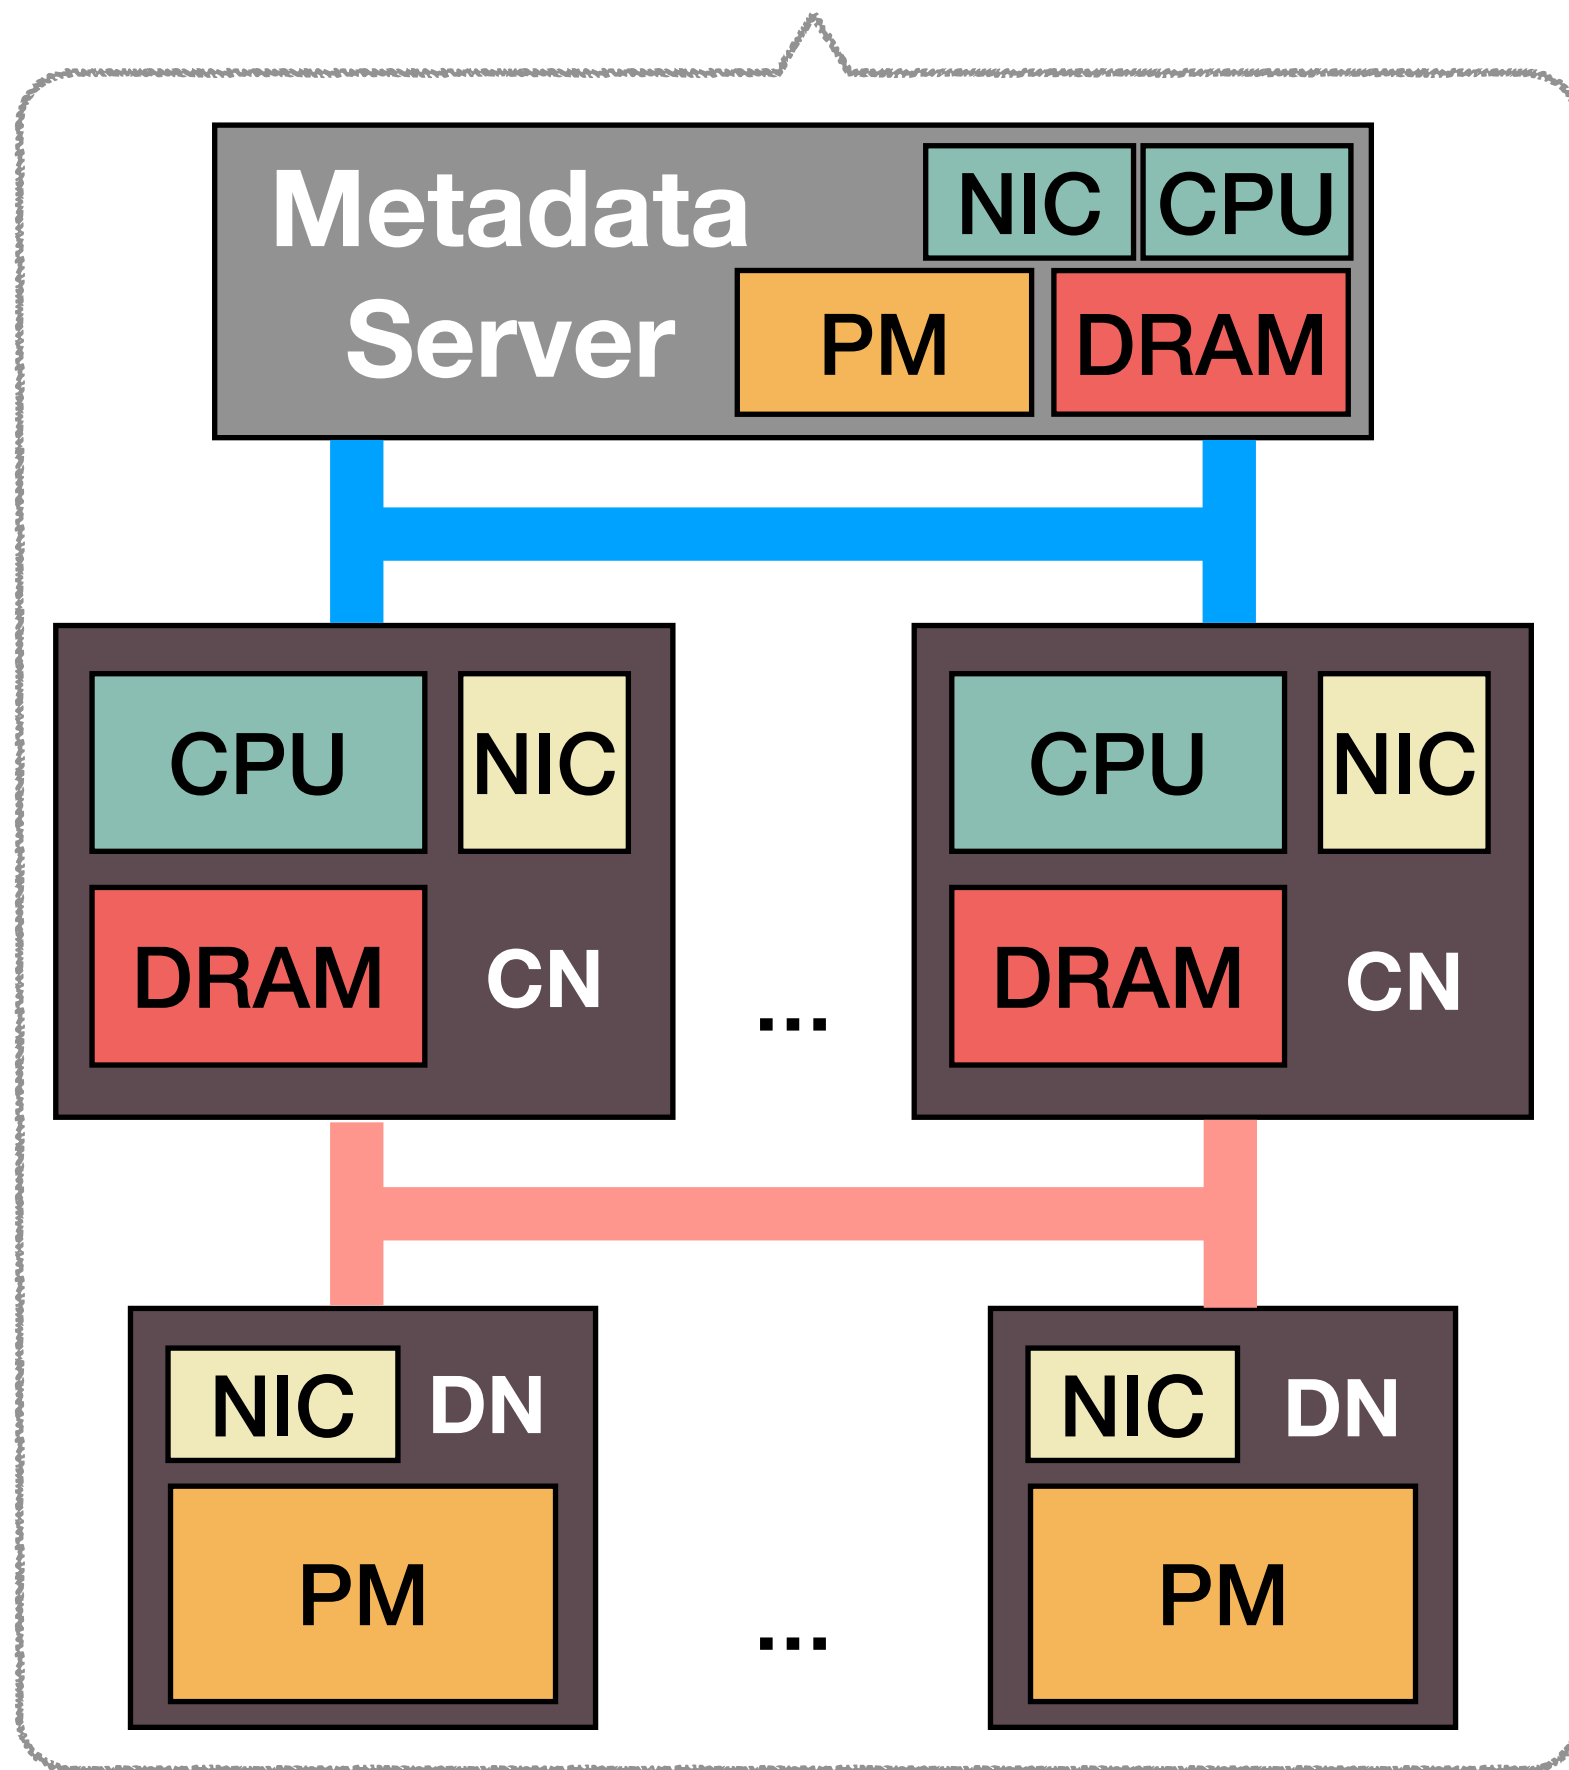 Metadata
Server
NIC
CPU
PM
DRAM
CPU
NIC
DRAM
CN
...
CPU
NIC
DRAM
CN
NIC
DN
PM
...
NIC
DN
PM